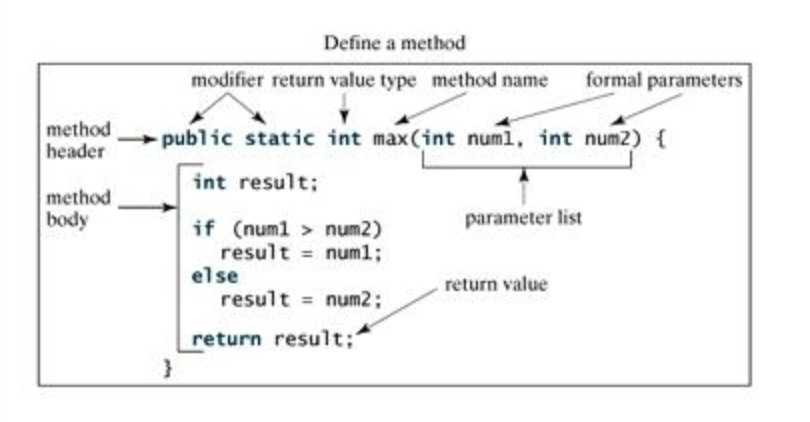 Define a method
modifier return value type method name formal parameters
method header
public static int max(int num1, int num2) {
method body
int result;
parameter list
if (num1 > num2)
result = num1;
else
return value
result = num2;
return result;
}